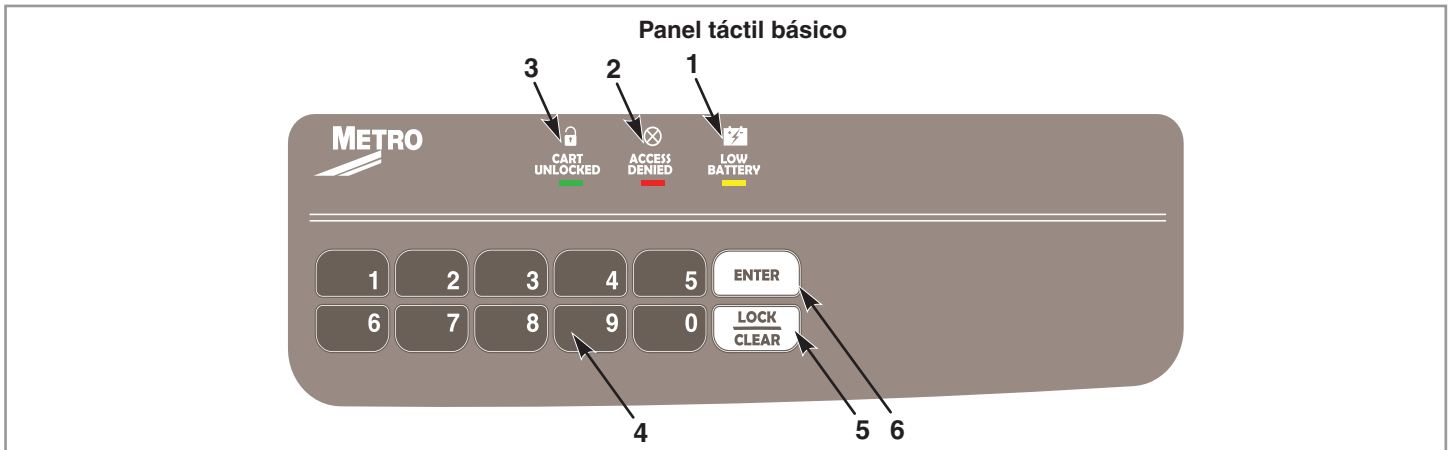 Panel táctil básico
3 2 1
METRO
CART
UNLOCKED
ACCESS
DENIED
LOW
BATTERY
1 2 3 4 5 ENTER
6 7 8 9 0 LOCK
CLEAR
4 5 6